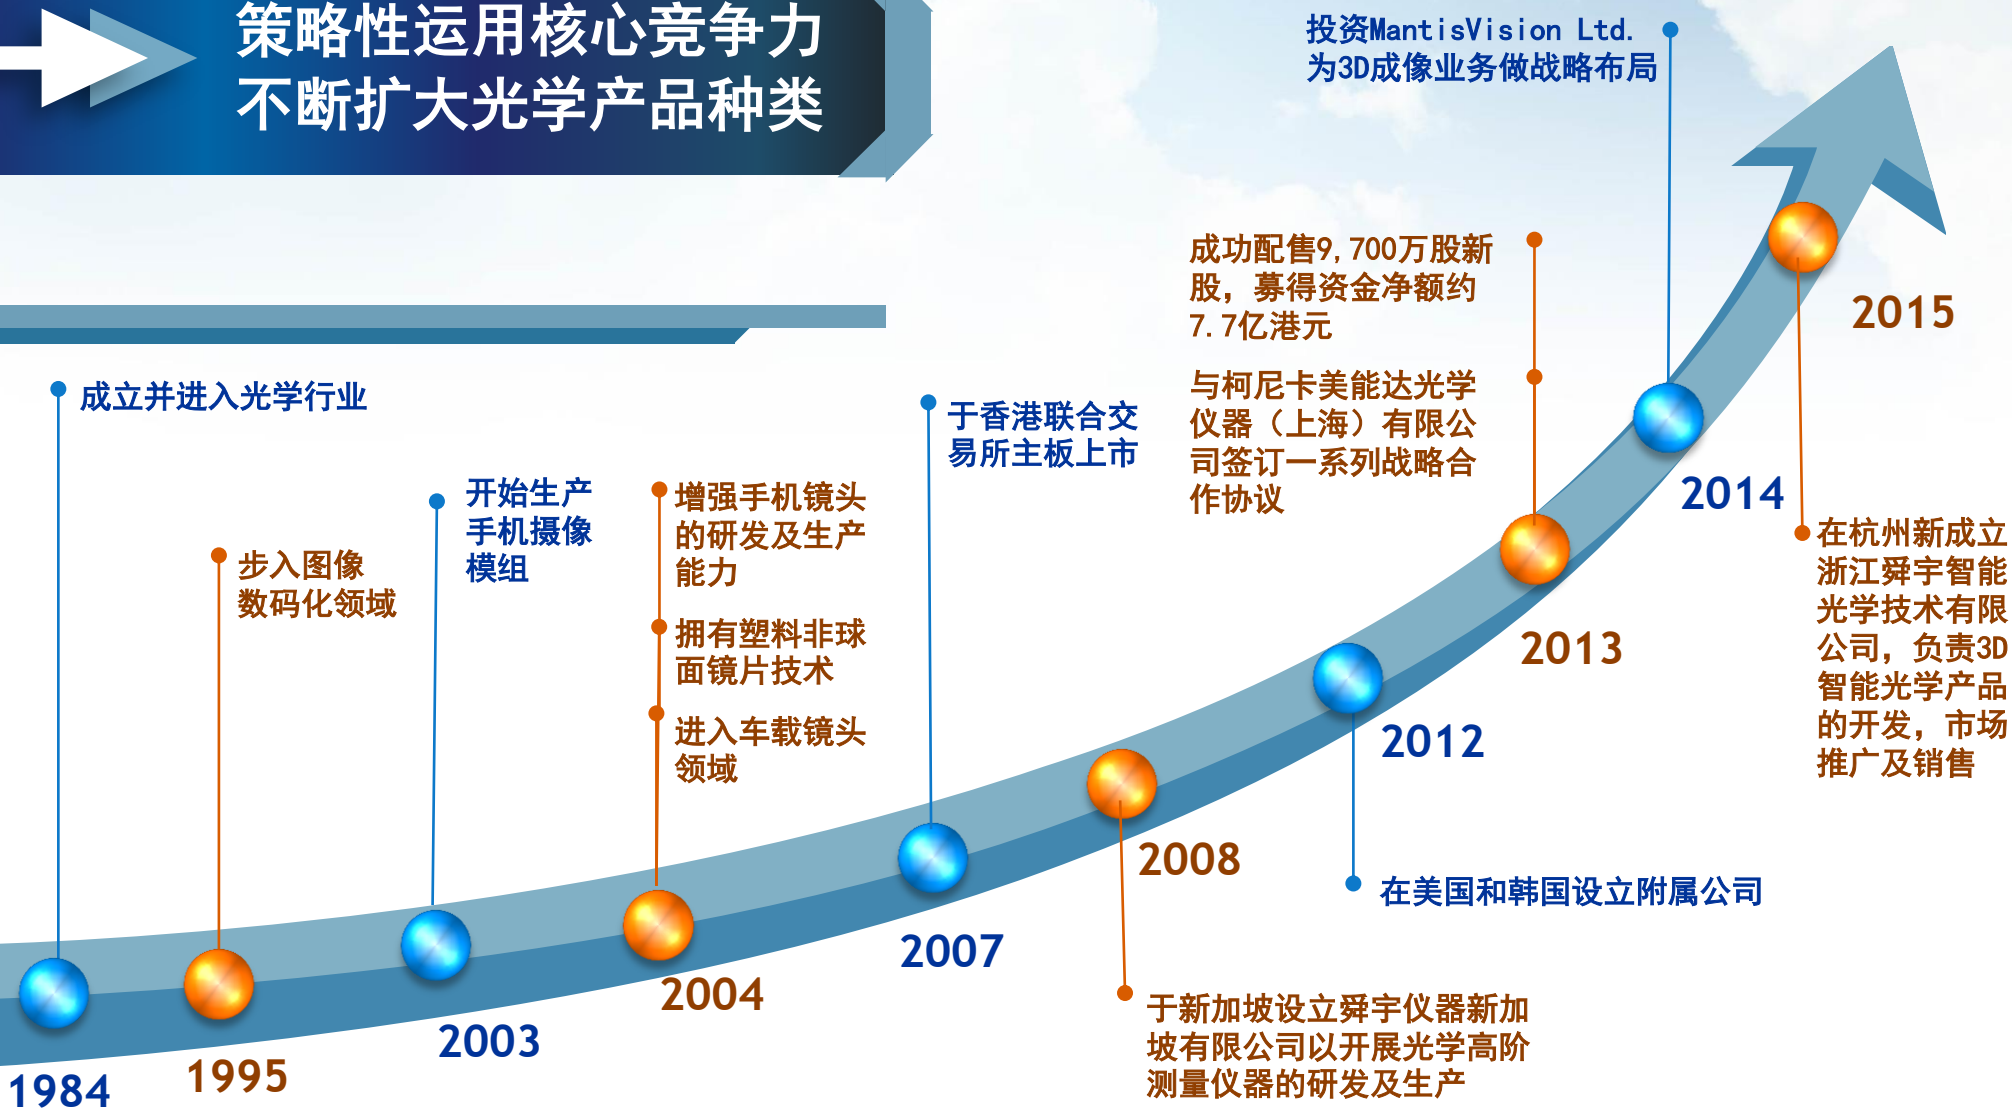 策略性运用核心竞争力
不断扩大光学产品种类
成立并进入光学行业
1984
步入图像
数码化领域
1995
开始生产
手机摄像
模组
2003
增强手机镜头
的研发及生产
能力
拥有塑料非球
面镜片技术
进入车载镜头
领域
2004
于香港联合交
易所主板上市
2007
2008
于新加坡设立舜宇仪器新加
坡有限公司以开展光学高阶
测量仪器的研发及生产
2012
在美国和韩国设立附属公司
成功配售9,700万股新
股，募得资金净额约
7.7亿港元
与柯尼卡美能达光学
仪器（上海）有限公
司签订一系列战略合
作协议
2013
投资MantisVision Ltd.
为3D成像业务做战略布局
2014
2015
在杭州新成立
浙江舜宇智能
光学技术有限
公司，负责3D
智能光学产品
的开发，市场
推广及销售